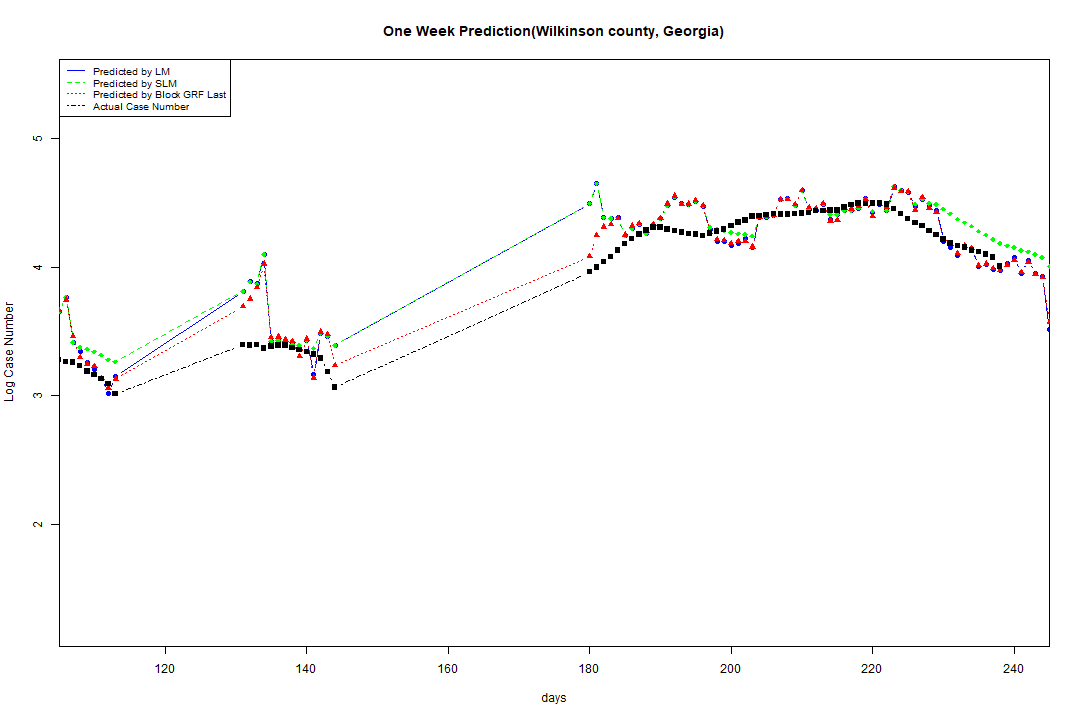 One Week Prediction(Wilkinson county, Georgia)
Predicted by LM
Predicted by SLM
Predicted by Block GRF Last
Actual Case Number
5
4
3
2
Log Case Number
120 140 160 180 200 220 240
days